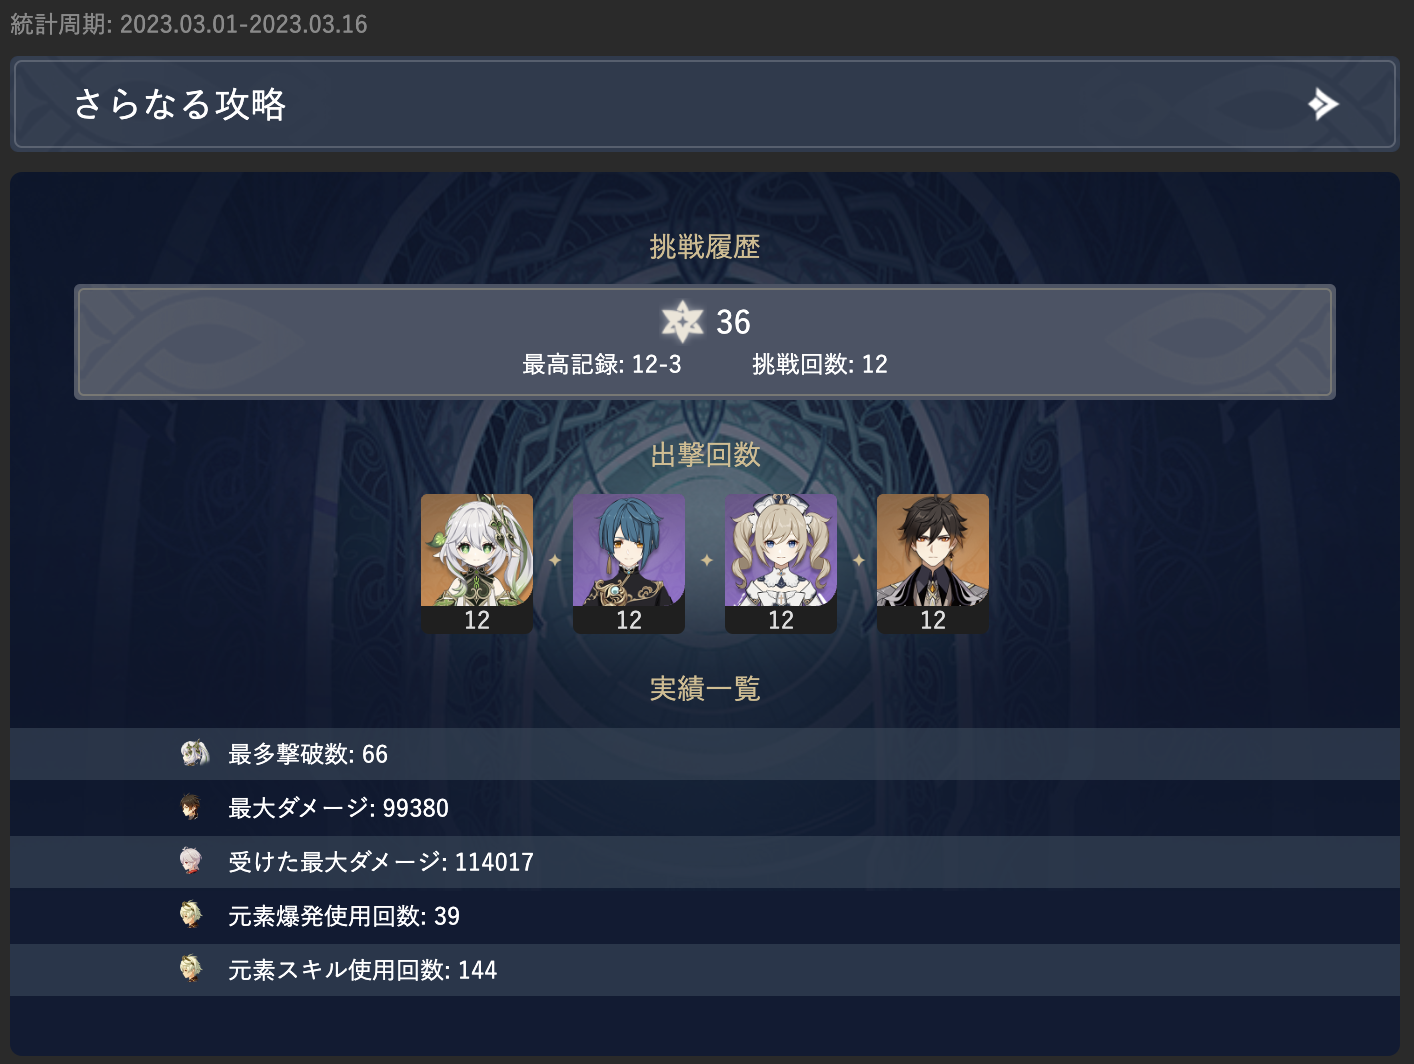 統計周期: 2023.03.01-2023.03.16
さらなる攻略
挑戦履歴
36
最高記録: 12-3 挑戦回数: 12
出撃回数
12 12 12 12
実績一覧
最多撃破数: 66
最大ダメージ: 99380
受けた最大ダメージ: 114017
元素爆発使用回数: 39
元素スキル使用回数: 144